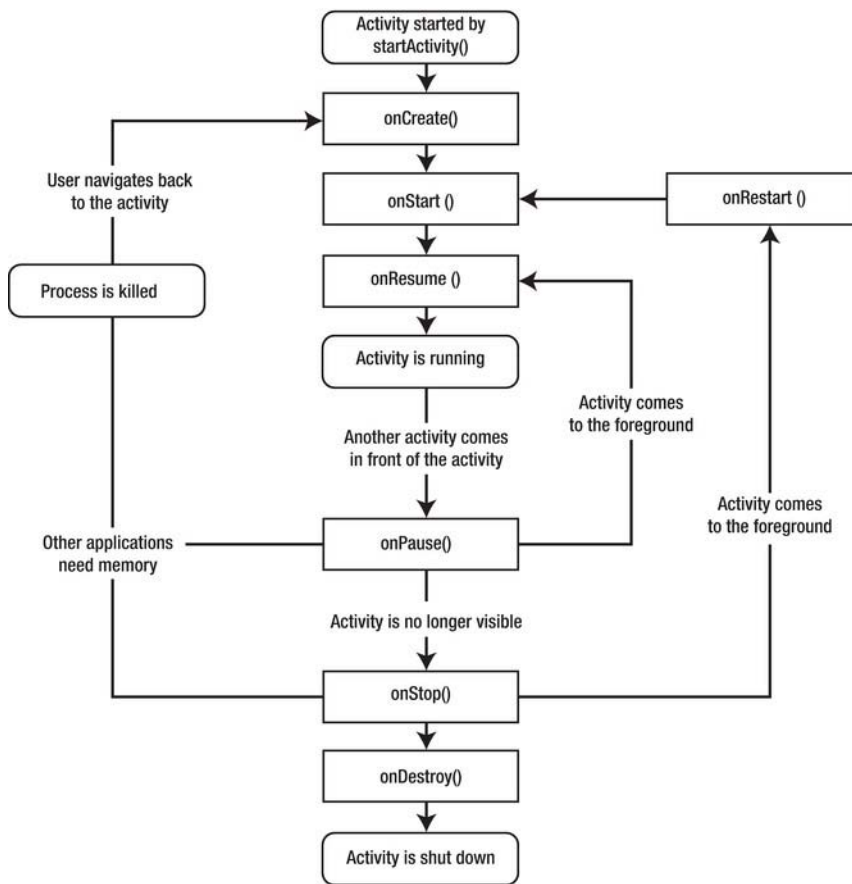 Activity started by
startActivity()
onCreate()
User navigates back
to the activity
onStart ()
onRestart ()
onResume ()
Process is killed
Activity is running
Activity comes
to the foreground
Another activity comes
in front of the activity
Activity comes
to the foreground
Other applications
need memory
onPause()
Activity is no longer visible
onStop()
onDestroy()
Activity is shut down